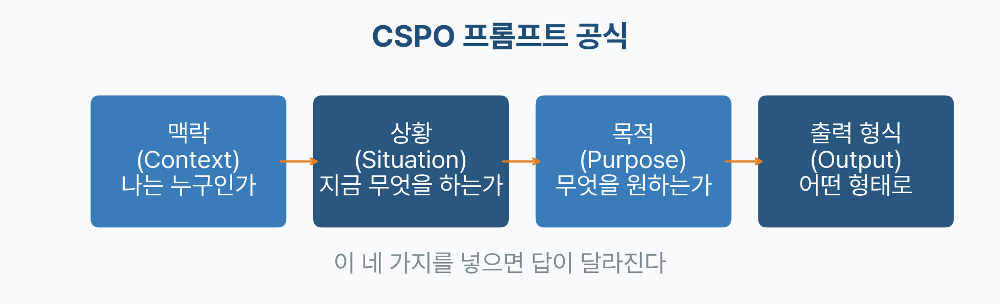 CSPO 프롬프트 공식
맥락
(Context)
나는 누구인가
상황
(Situation)
지금 무엇을 하는가
목적
(Purpose)
무엇을 원하는가
출력 형식
(Output)
어떤 형태로
이 네 가지를 넣으면 답이 달라진다